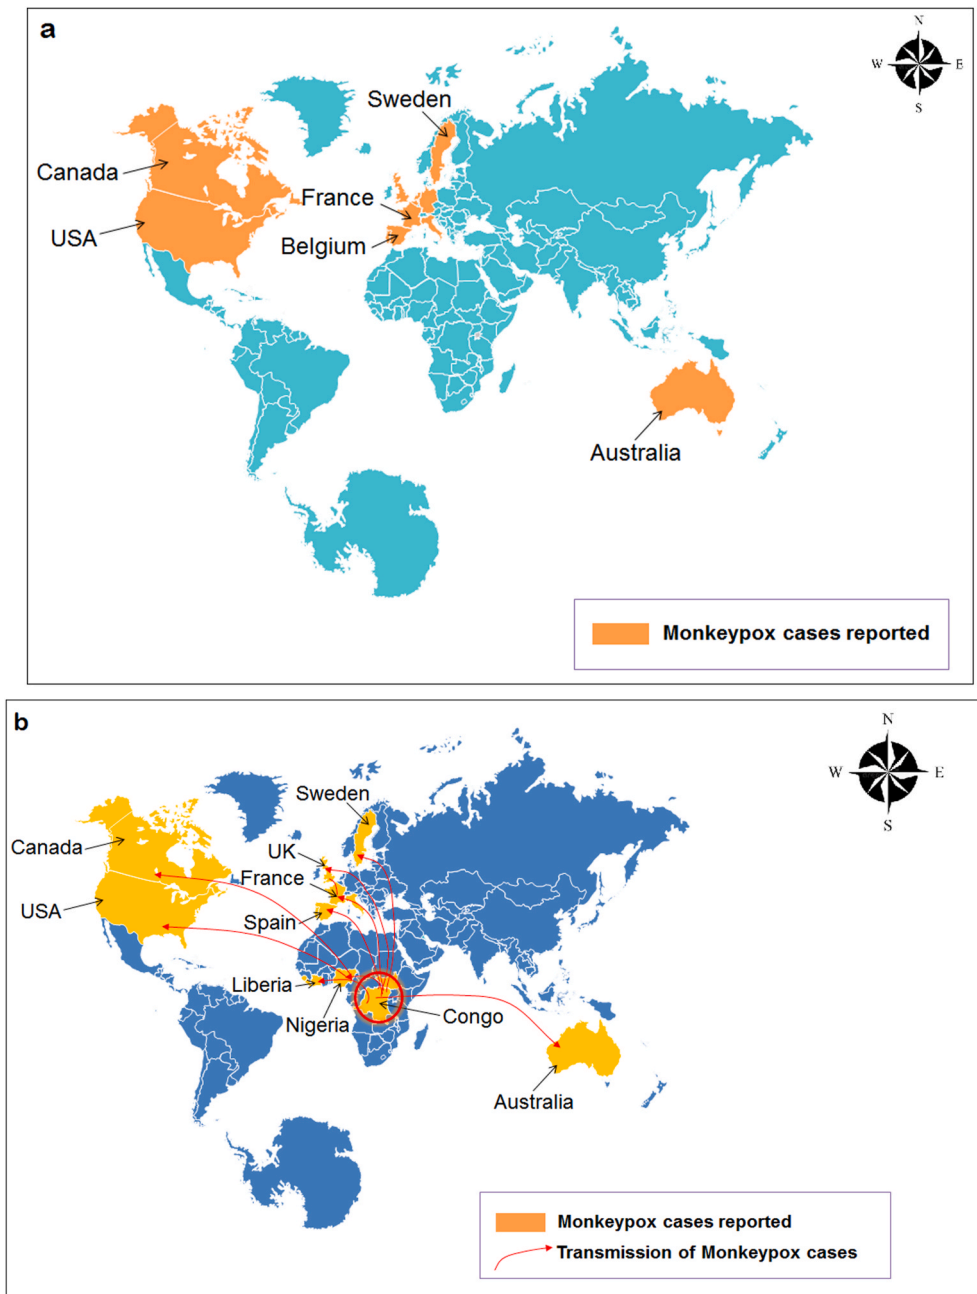 a
N
W
E
S
Sweden
Canada
France
USA
Belgium
Australia
Monkeypox cases reported
b
N
W
E
S
Sweden
Canada
UK
France
USA
Spain
Liberia
Nigeria
Congo
Australia
Monkeypox cases reported
Transmission of Monkeypox cases